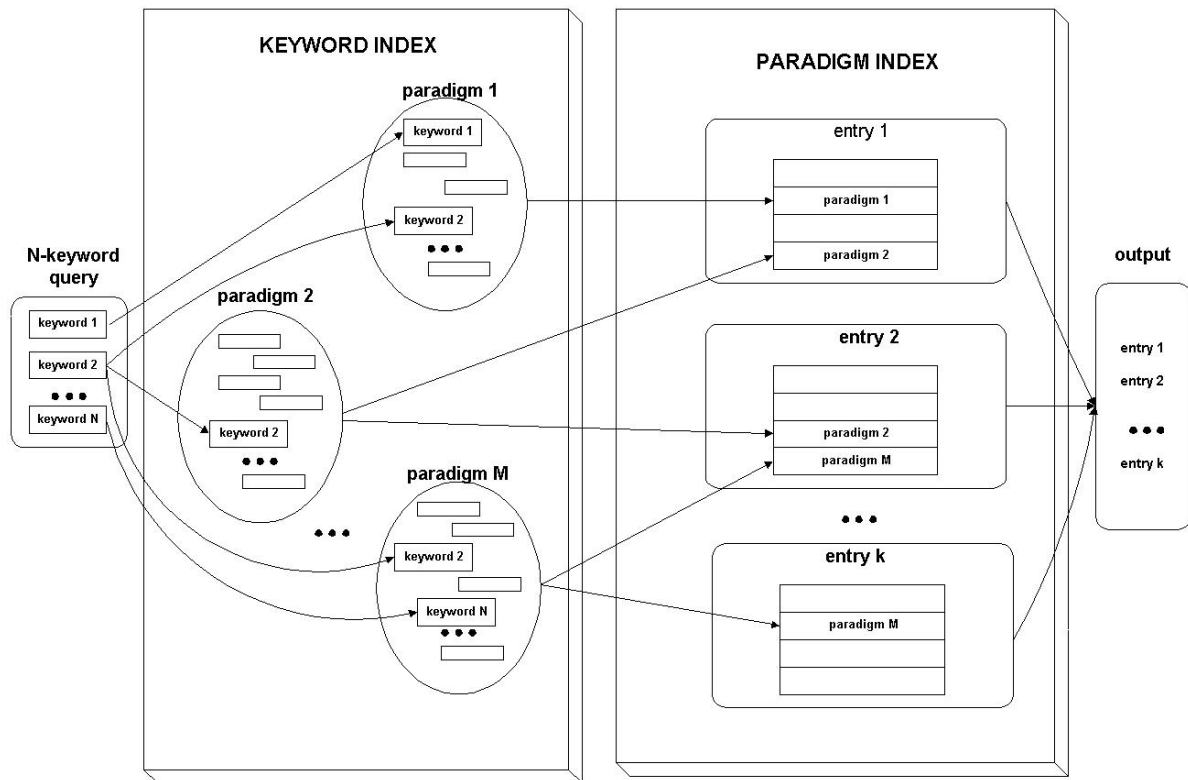 KEYWORD INDEX
PARADIGM INDEX
paradigm 1
keyword 1
keyword 2
N-keyword
query
keyword 1
keyword 2
keyword N
paradigm 2
keyword 2
paradigm M
keyword 2
keyword N
entry 1
paradigm 1
paradigm 2
entry 2
paradigm 2
paradigm M
entry k
paradigm M
output
entry 1
entry 2
entry k